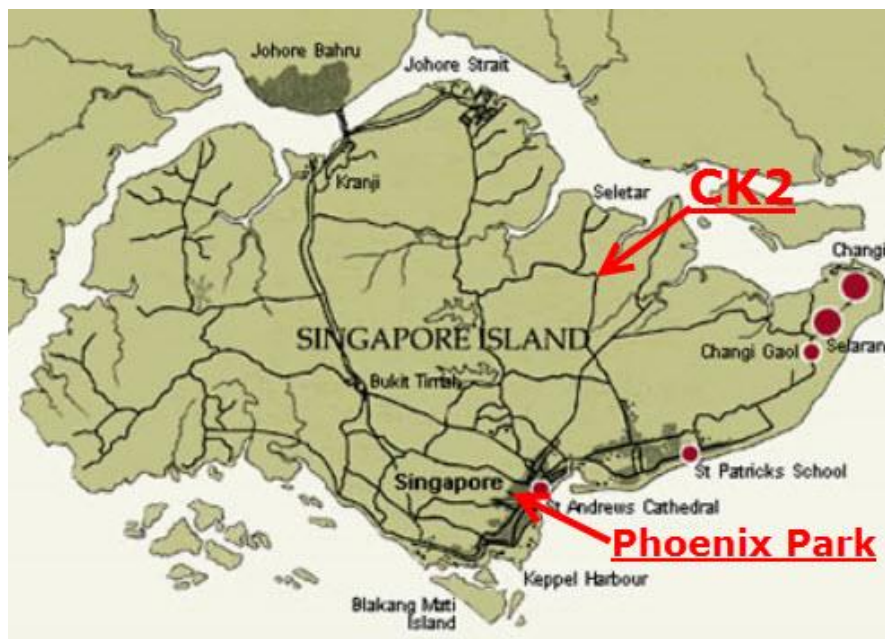 Johore Bahru
Johore Strait
Kranji
Seletar
CK2
Changi
SINGAPORE ISLAND
Selaran
Changi Gaol
Bukit Timah
St Patricks School
Singapore
St Andrews Cathedral
Phoenix Park
Keppel Harbour
Blakang Mati
Island